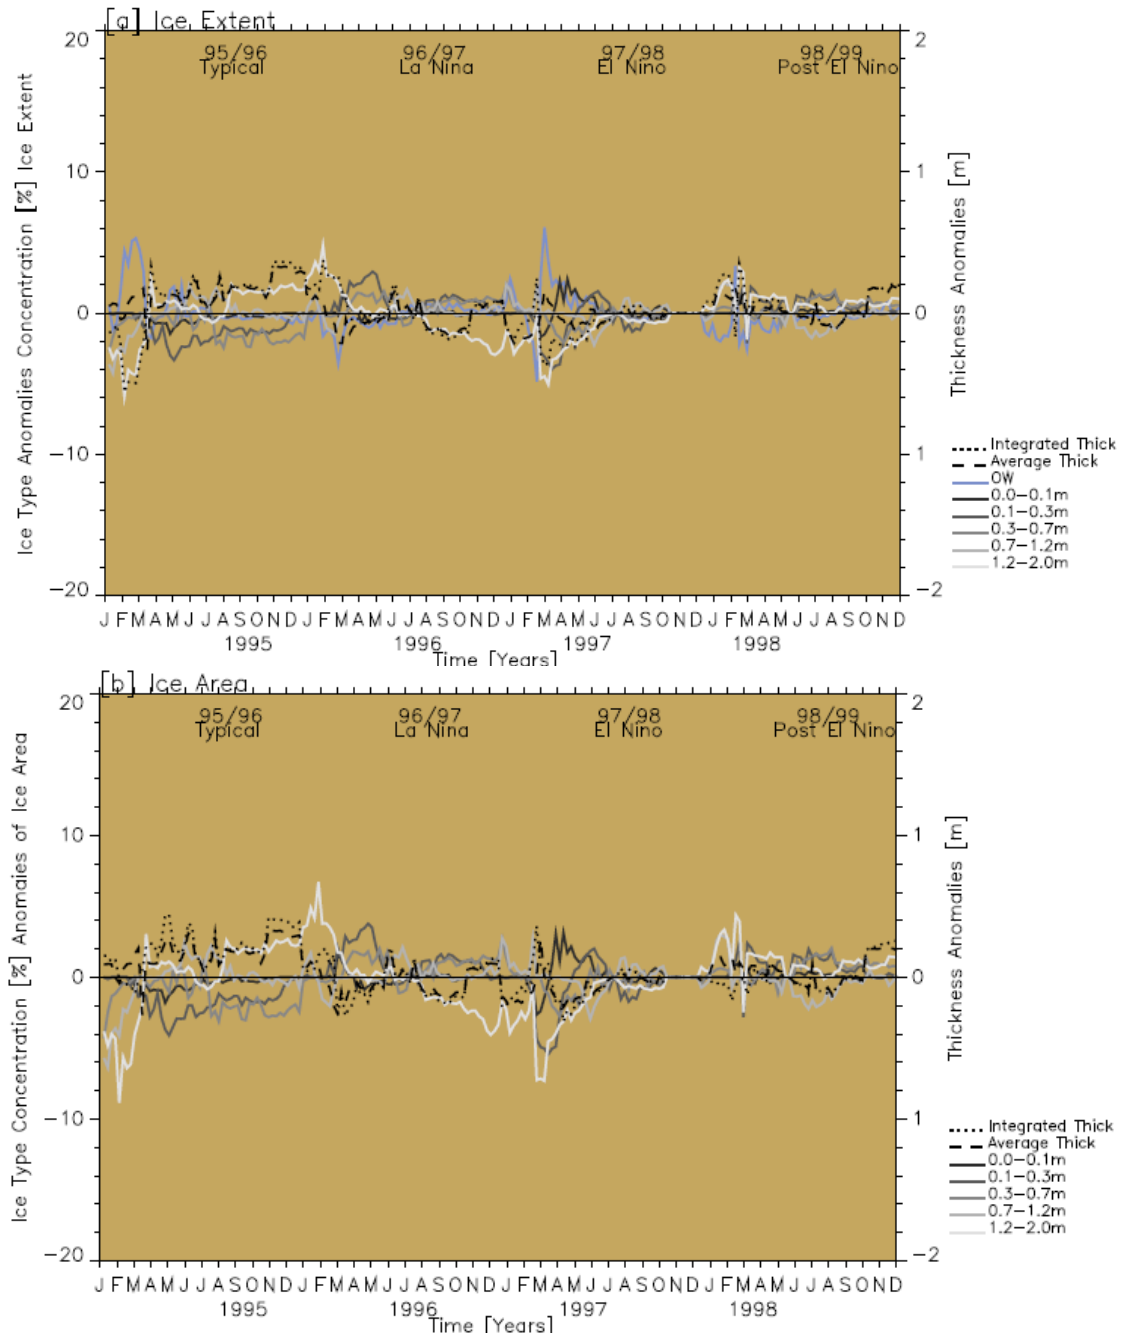 [a] Ice Extent
20
95/96
96/97
97/98
98/99
2
Typical
La Nina
El Nino
Post El Nino
10
1
0
0
-10
1
-20
-2
Ice Type Anomalies Concentration [%] Ice Extent
Thickness Anomalies [m]
Integrated Thick
Average Thick
OW
0.0-0.1m
0.1-0.3m
0.3-0.7m
0.7-1.2m
1.2-2.0m
J F M A M J J A S O N D J F M A M J J A S O N D J F M A M J J A S O N D J F M A M J J A S O N D
1995
1996
1997
1998
Time [Years]
[b] Ice Area
20
95/96
96/97
97/98
98/99
2
Typical
La Nina
El Nino
Post El Nino
10
1
0
0
-10
1
-20
-2
Ice Type Concentration [%] Anomaies of Ice Area
Thickness Anomalies [m]
Integrated Thick
Average Thick
0.0-0.1m
0.1-0.3m
0.3-0.7m
0.7-1.2m
1.2-2.0m
J F M A M J J A S O N D J F M A M J J A S O N D J F M A M J J A S O N D J F M A M J J A S O N D
1995
1996
1997
1998
Time [Years]